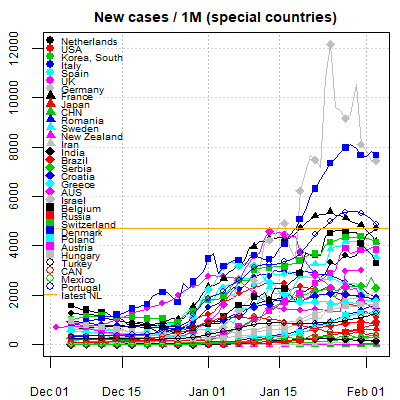 New cases / 1M (special countries)
12000
10000
8000
6000
4000
2000
0
Netherlands
USA
Korea, South
Italy
Spain
UK
Germany
France
Japan
CHN
Romania
Sweden
New Zealand
Iran
India
Brazil
Serbia
Croatia
Greece
AUS
Israel
Belgium
Russia
Switzerland
Denmark
Poland
Austria
Hungary
Turkey
CAN
Mexico
Portugal
latest NL
Dec 01 Dec 15 Jan 01 Jan 15 Feb 01